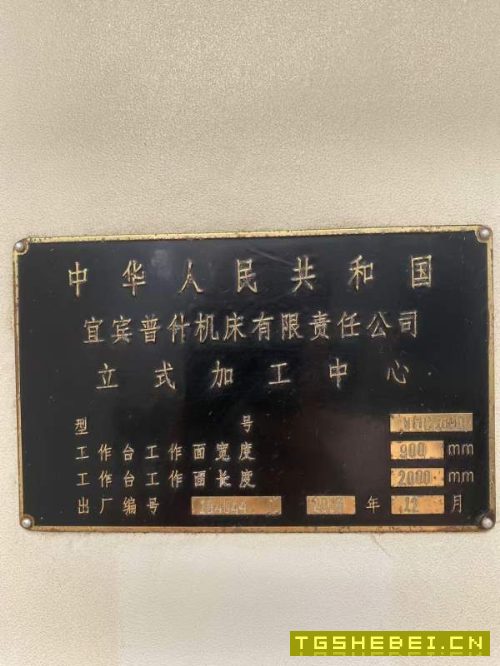 中华人民共和国
宜宾普什机床有限责任公司
立式加工中心
型号
工作台工作面宽度 900 mm
工作台工作面长度 2000 mm
出厂编号 年 12 月
TGSHEBEI.CN